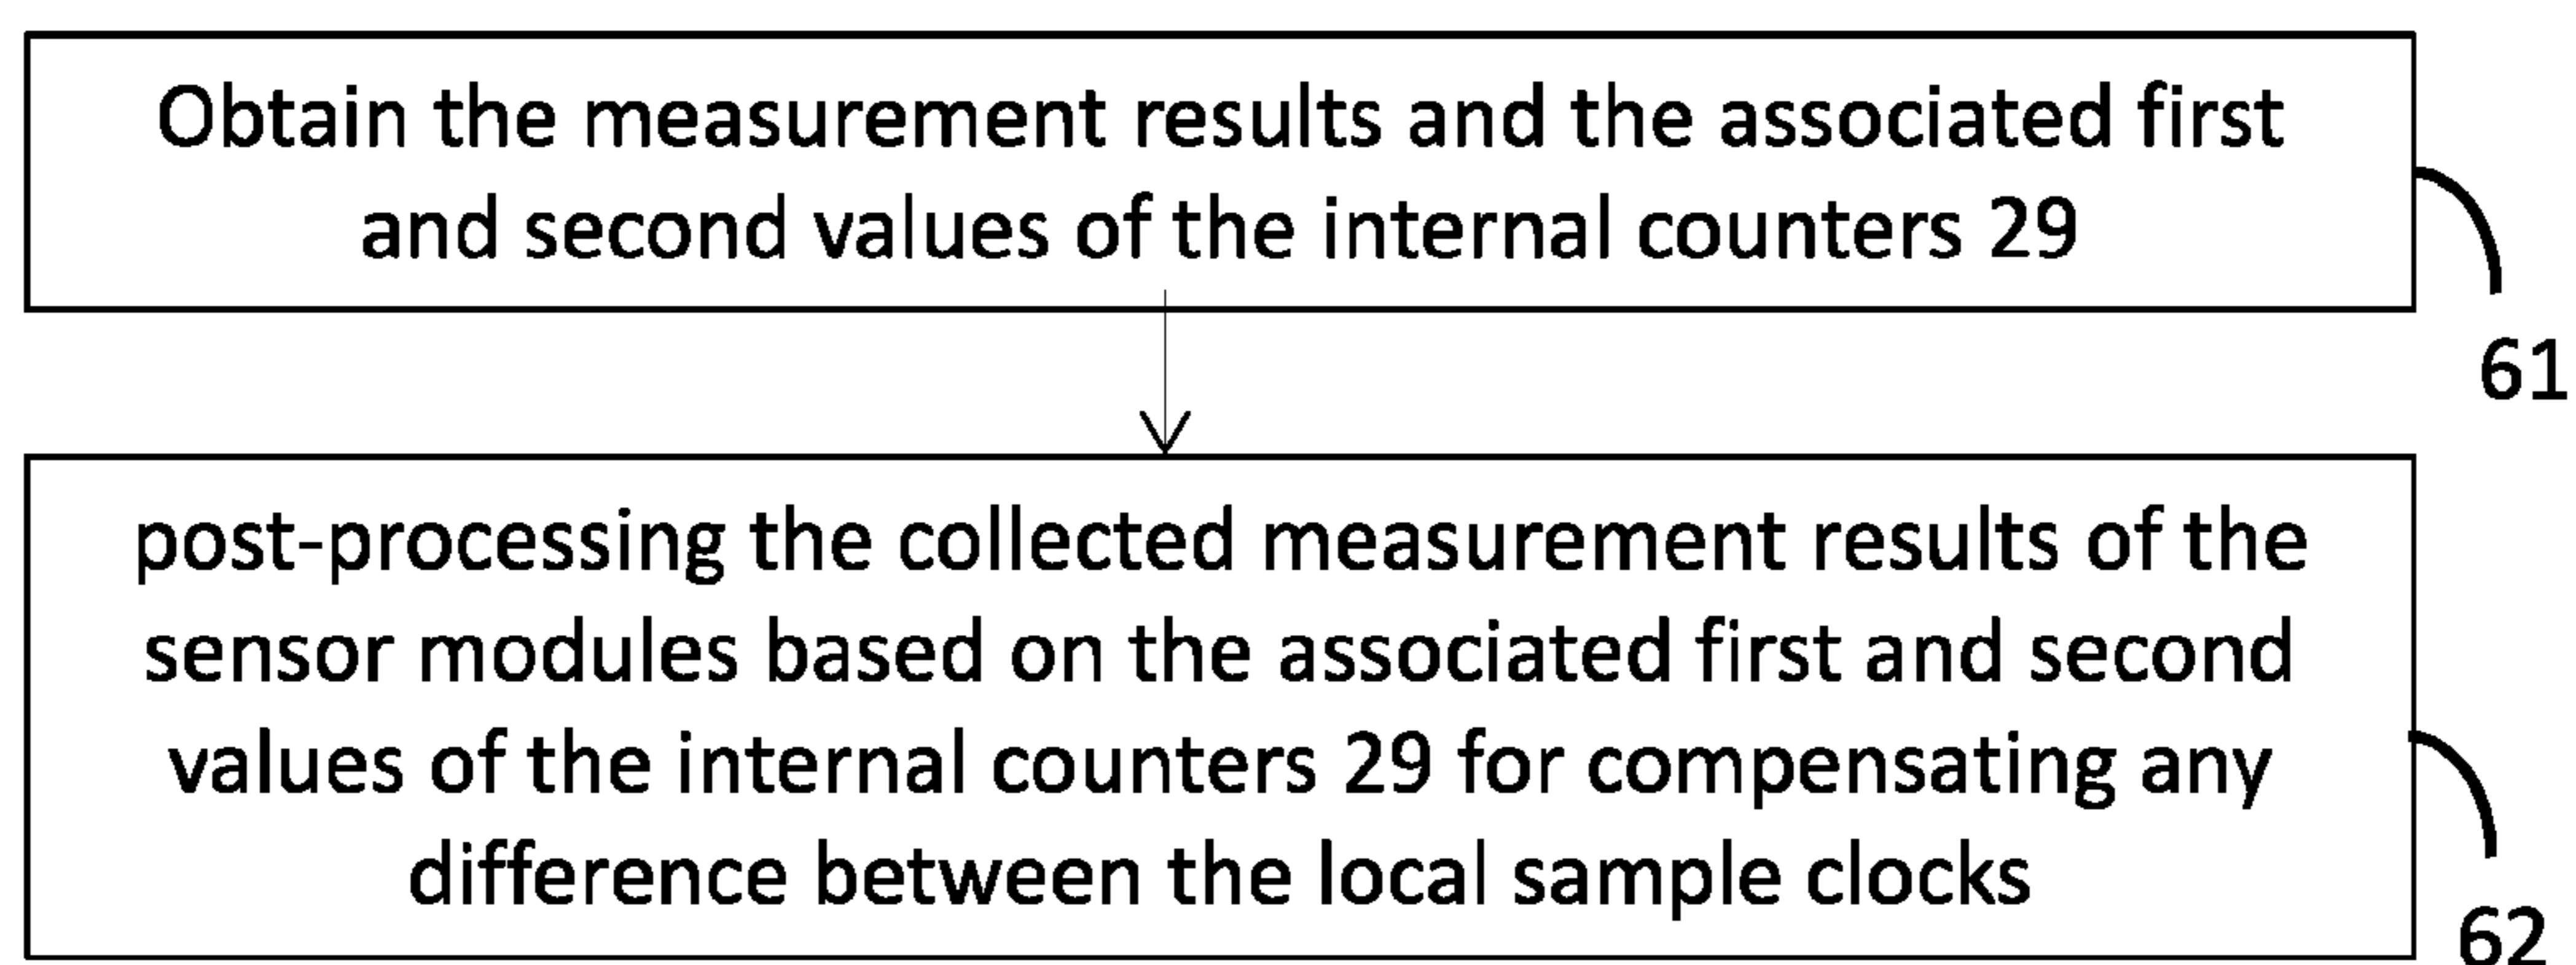 Obtain the measurement results and the associated first
and second values of the internal counters 29
61
post-processing the collected measurement results of the
sensor modules based on the associated first and second
values of the internal counters 29 for compensating any
difference between the local sample clocks
62